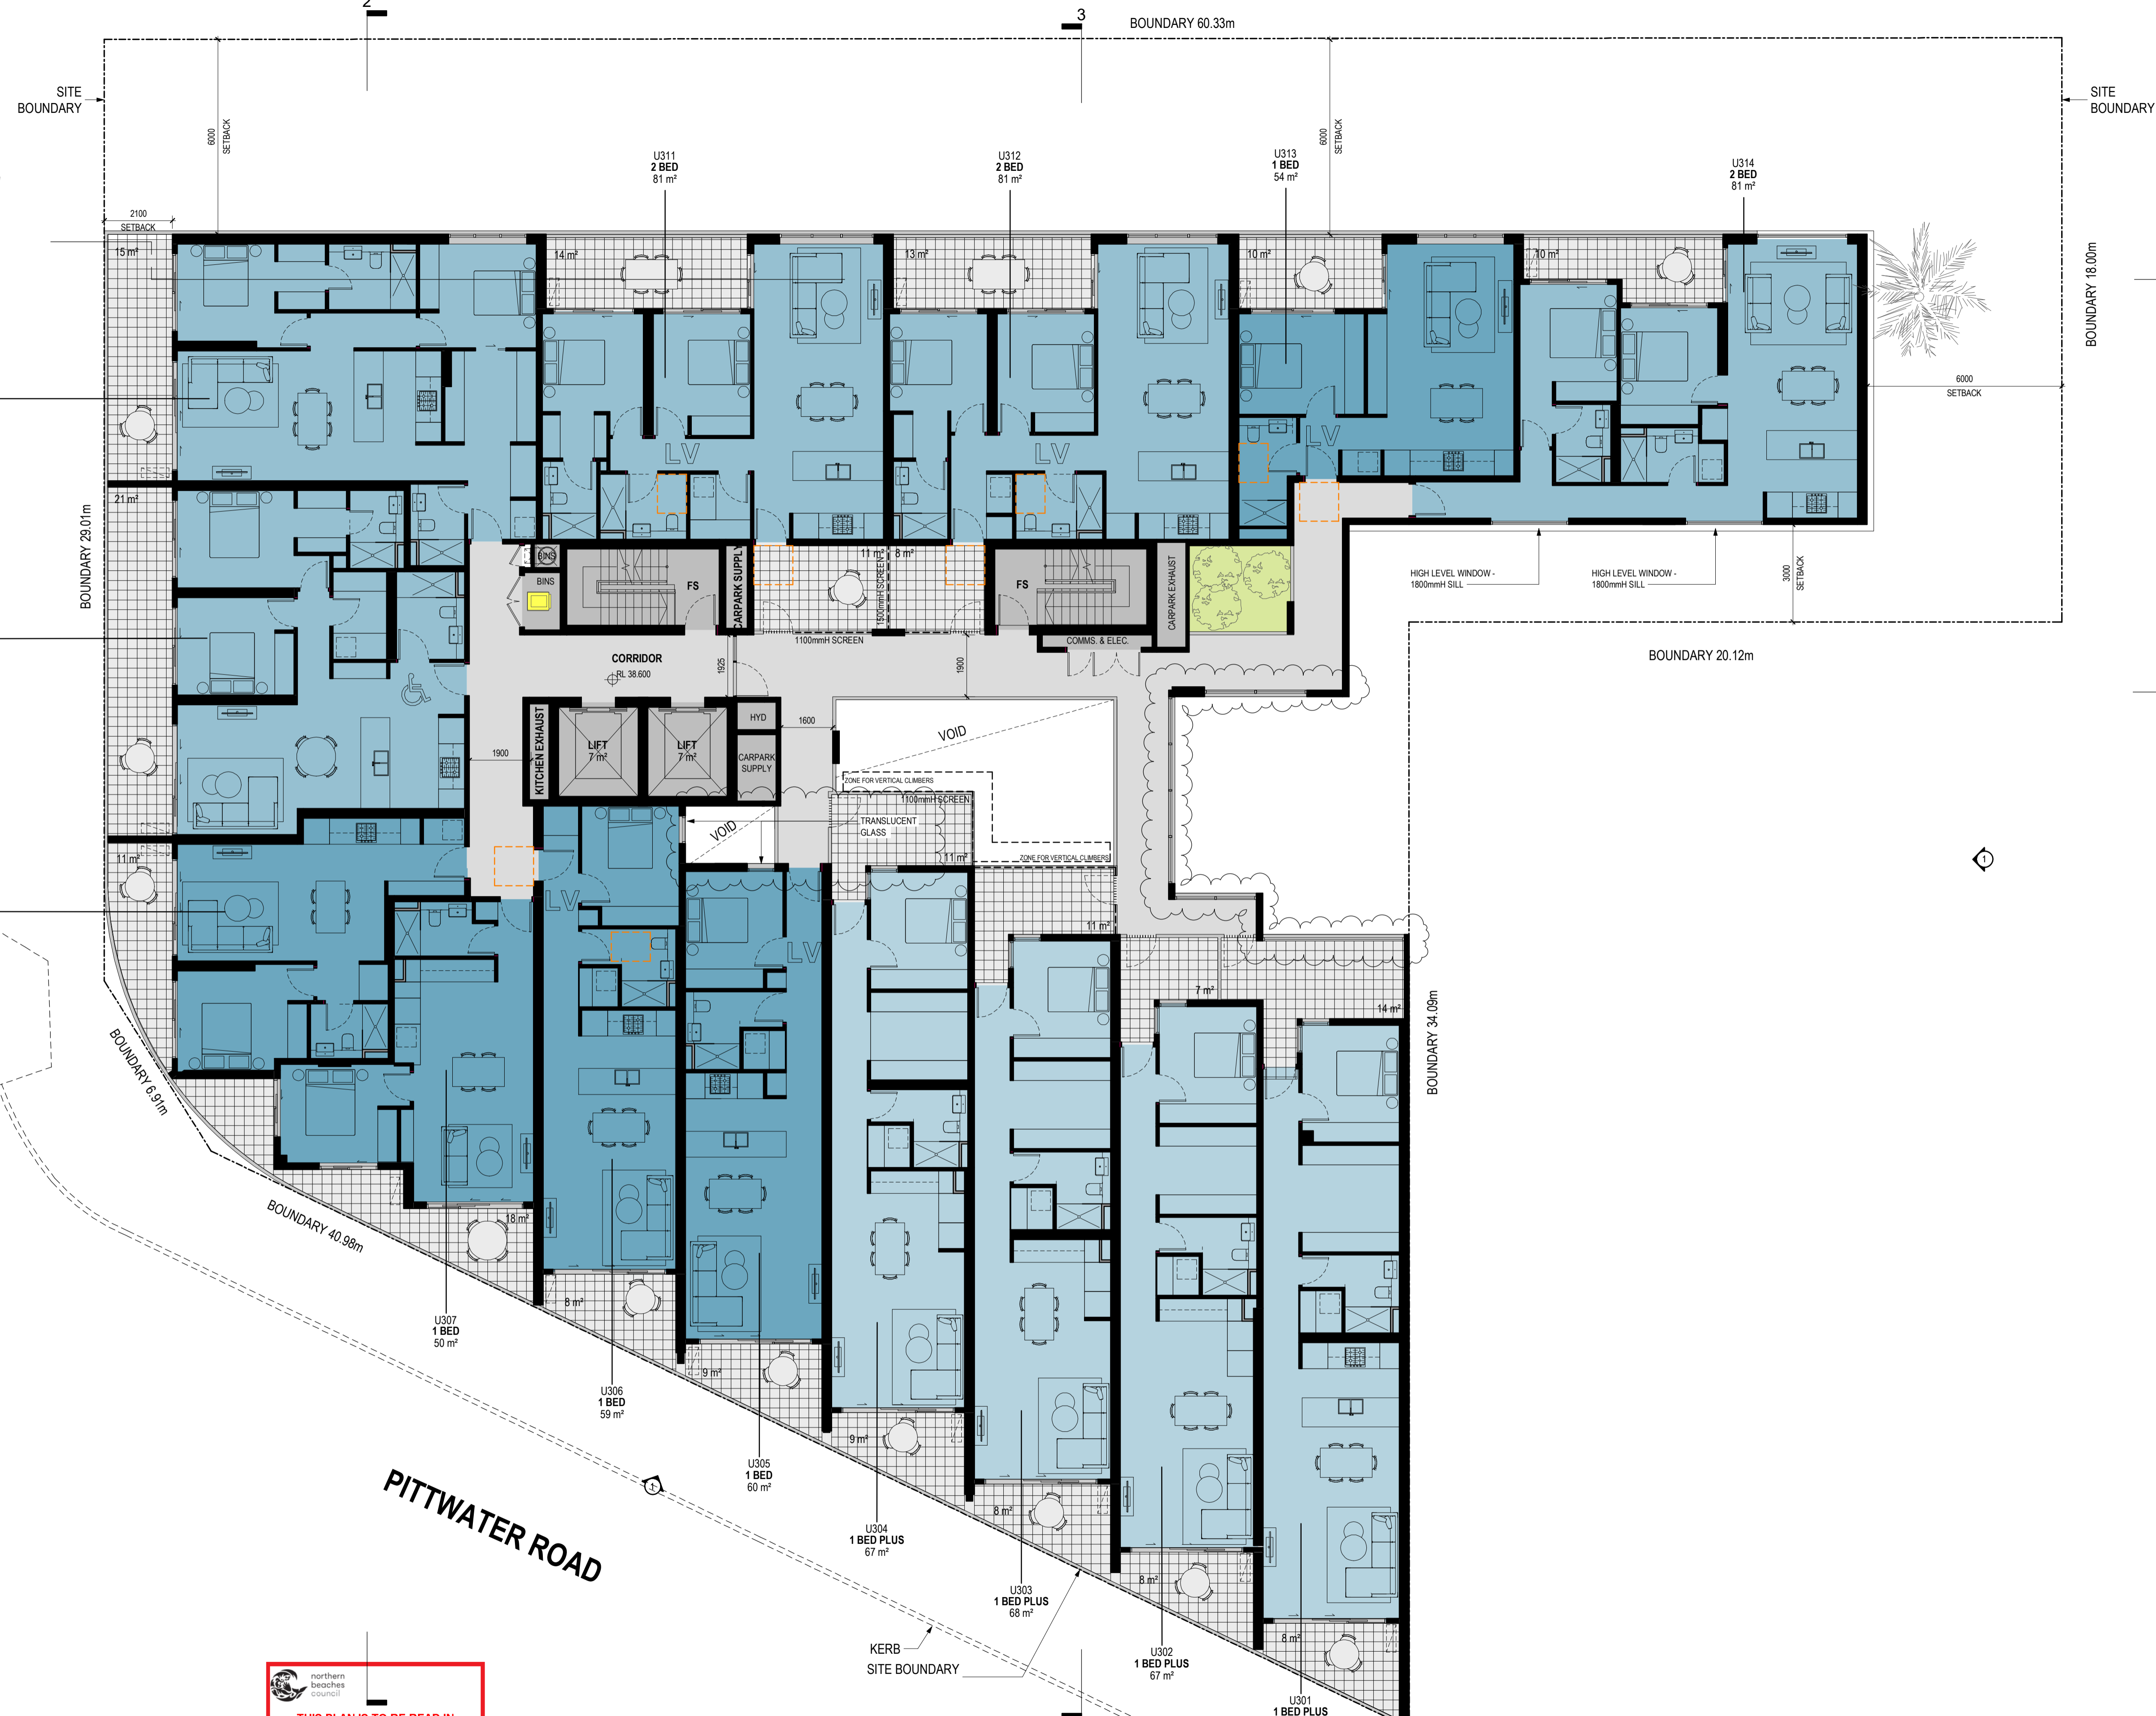 2
3
BOUNDARY 60.33m
SITE
BOUNDARY
SITE
BOUNDARY
6000
SETBACK
6000
SETBACK
U311
2 BED
81 m²
U312
2 BED
81 m²
U313
1 BED
54 m²
U314
2 BED
81 m²
2100
SETBACK
15 m²
14 m²
13 m²
10 m²
10 m²
BOUNDARY 18.00m
6000
SETBACK
LV
LV
LV
21 m²
BOUNDARY 29.01m
BINS
BINS
FS
CARPARK SUPPLY
11 m²
8 m²
1500mmH SCREEN
FS
CARPARK EXHAUST
HIGH LEVEL WINDOW -
1800mmH SILL
HIGH LEVEL WINDOW -
1800mmH SILL
3000
SETBACK
1100mmH SCREEN
COMMS. & ELEC.
CORRIDOR
RL 38.600
1925
1900
BOUNDARY 20.12m
KITCHEN EXHAUST
LIFT
7 m²
LIFT
7 m²
HYD
CARPARK
SUPPLY
1600
1900
VOID
ZONE FOR VERTICAL CLIMBERS
1100mmH SCREEN
VOID
TRANSLUCENT
GLASS
11 m²
ZONE FOR VERTICAL CLIMBERS
11 m²
1
LV
LV
11 m²
7 m²
14 m²
BOUNDARY 34.09m
BOUNDARY 6.91m
BOUNDARY 40.98m
18 m²
8 m²
9 m²
9 m²
8 m²
8 m²
8 m²
U307
1 BED
50 m²
U306
1 BED
59 m²
U305
1 BED
60 m²
U304
1 BED PLUS
67 m²
U303
1 BED PLUS
68 m²
U302
1 BED PLUS
67 m²
U301
1 BED PLUS
PITTWATER ROAD
1
KERB
SITE BOUNDARY
northern
beaches
council
THIS PLAN IS TO BE READ IN